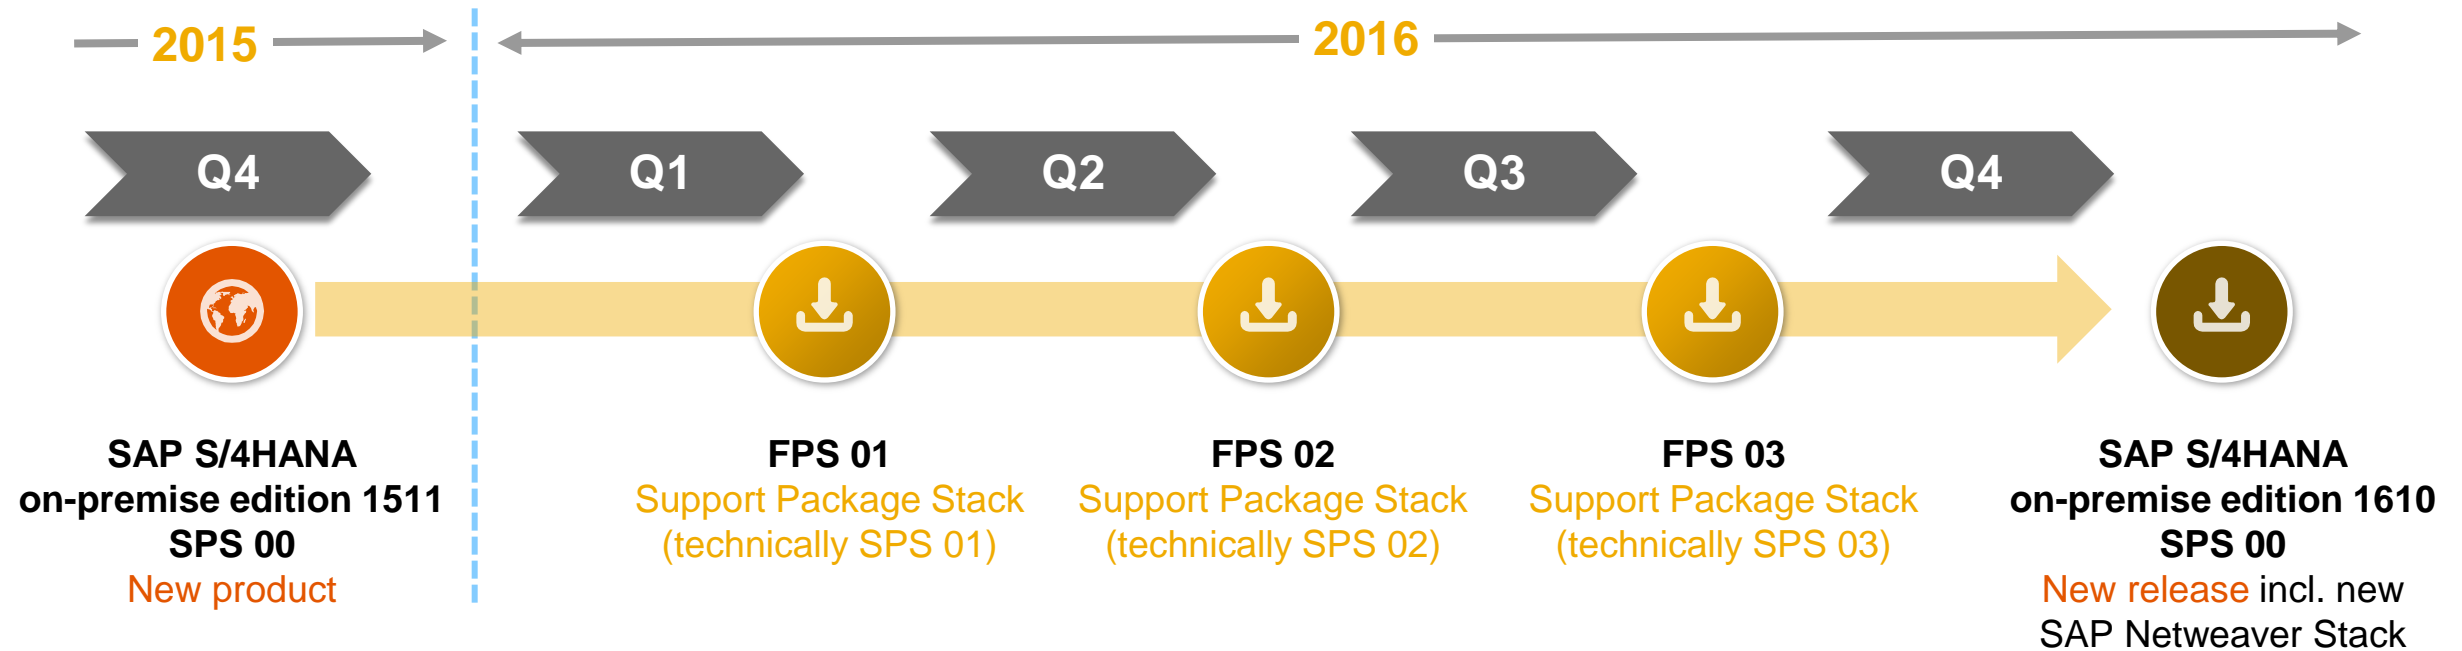 2015
2016
Q4
Q1
Q2
Q3
Q4
SAP S/4HANA
on-premise edition 1511
SPS 00
New product
FPS 01
Support Package Stack
(technically SPS 01)
FPS 02
Support Package Stack
(technically SPS 02)
FPS 03
Support Package Stack
(technically SPS 03)
SAP S/4HANA
on-premise edition 1610
SPS 00
New release incl. new
SAP Netweaver Stack